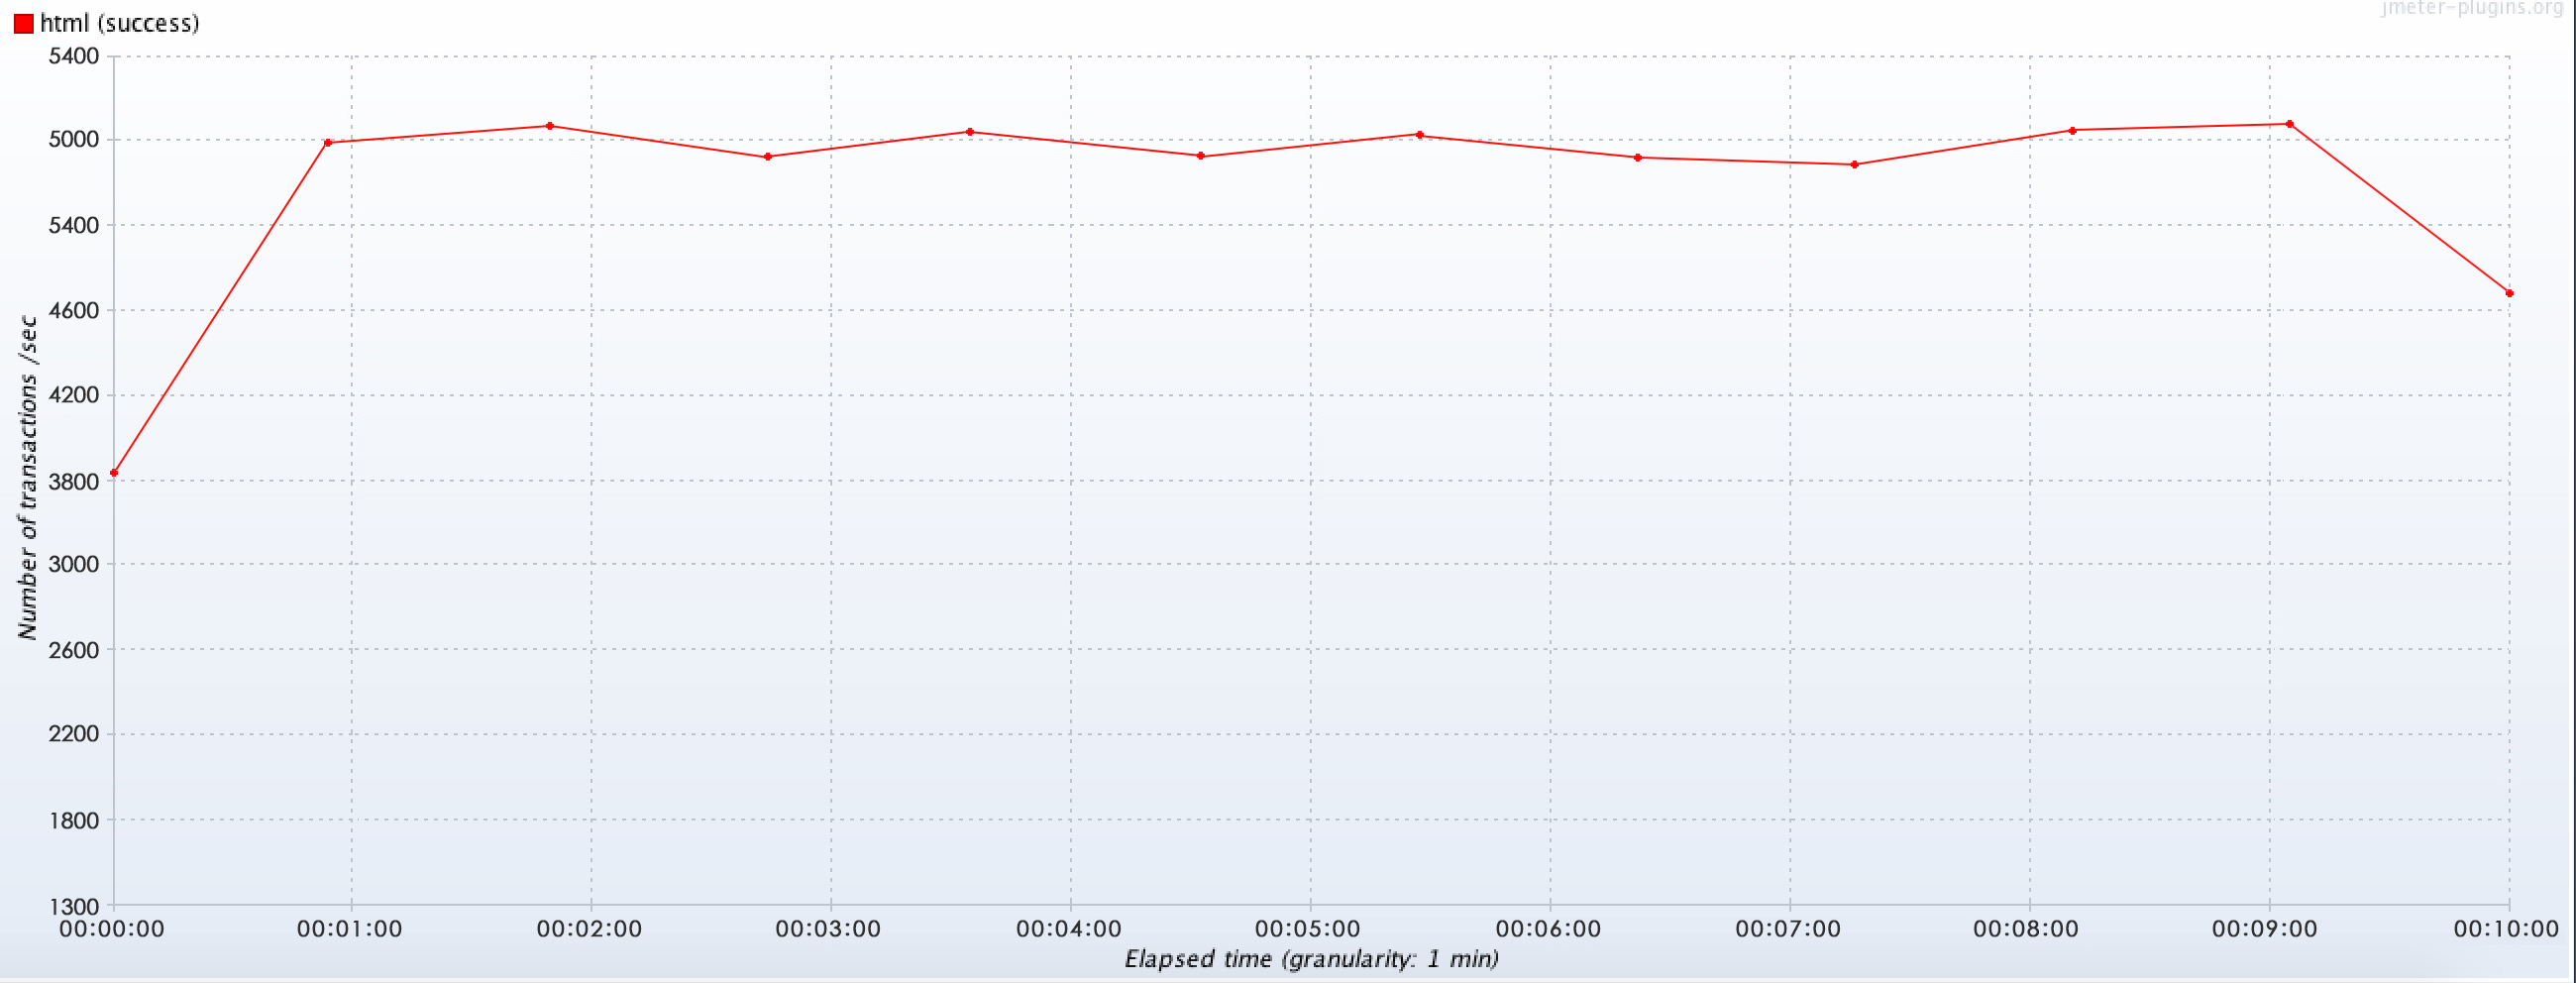 jmeter-plugins.org
html (success)
5400
5000
5400
4600
4200
3800
3000
2600
2200
1800
1300
Number of transactions /sec
00:00:00 00:01:00 00:02:00 00:03:00 00:04:00 00:05:00 00:06:00 00:07:00 00:08:00 00:09:00 00:10:00
Elapsed time (granularity: 1 min)